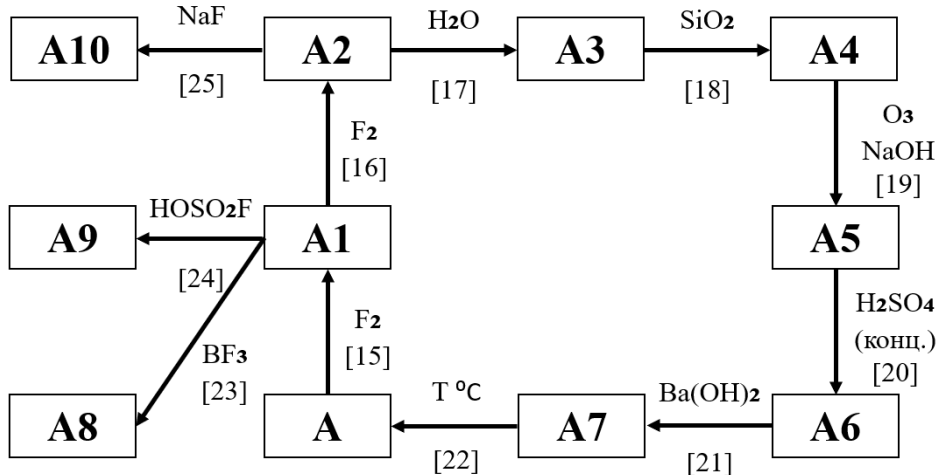 NaF
H₂O
SiO₂
A10
A2
A3
A4
[25]
[17]
[18]
F₂
[16]
O₃
NaOH
[19]
HOSO₂F
A9
A1
A5
[24]
F₂
[15]
H₂SO₄
(конц.)
[20]
BF₃
[23]
T ⁰C
Ba(OH)₂
A8
A
A7
A6
[22]
[21]